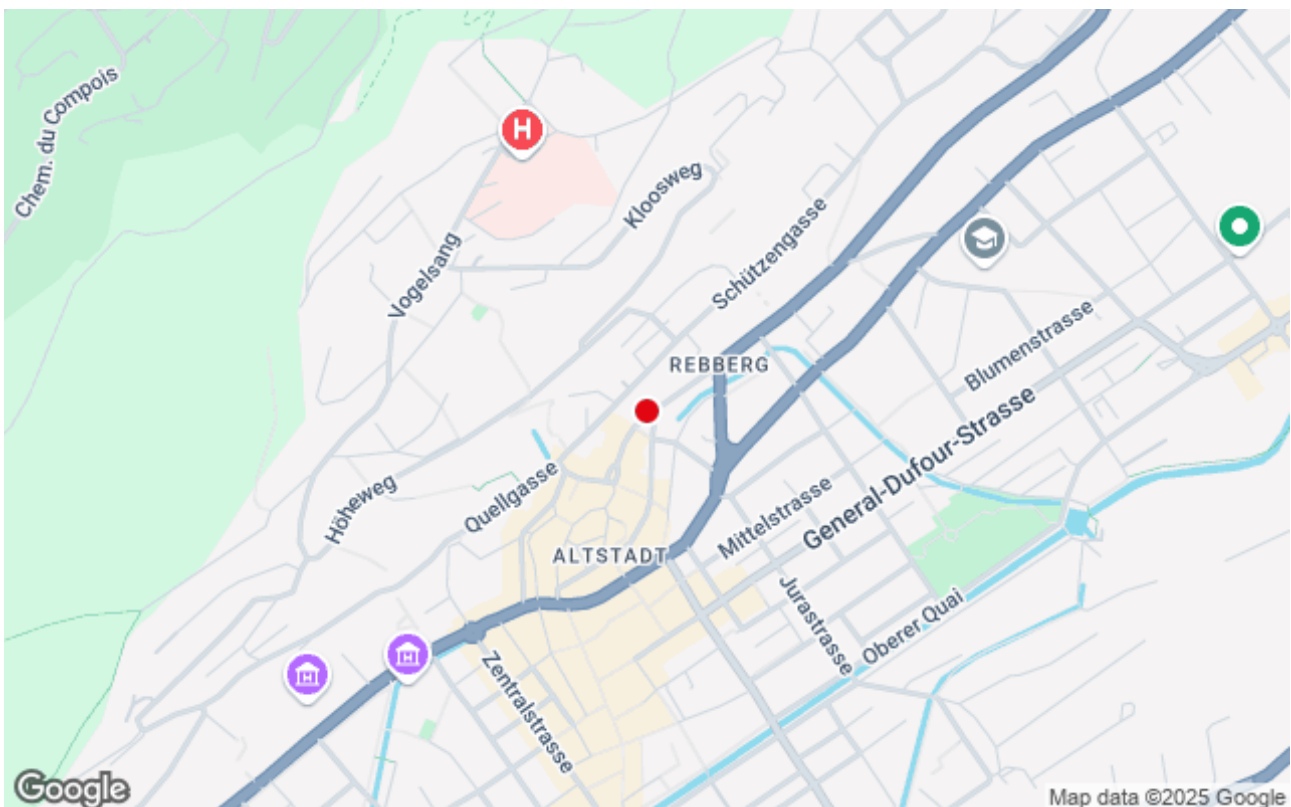 Chem. du Compois
H
Kloosweg
Vogelsang
Schützengasse
REBBERG
Blumenstrasse
General-Dufour-Strasse
Höheweg
Quellgasse
Mittelstrasse
ALTSTADT
Jurastrasse
Oberer Quai
Zentralstrasse
Google
Map data ©2025 Google